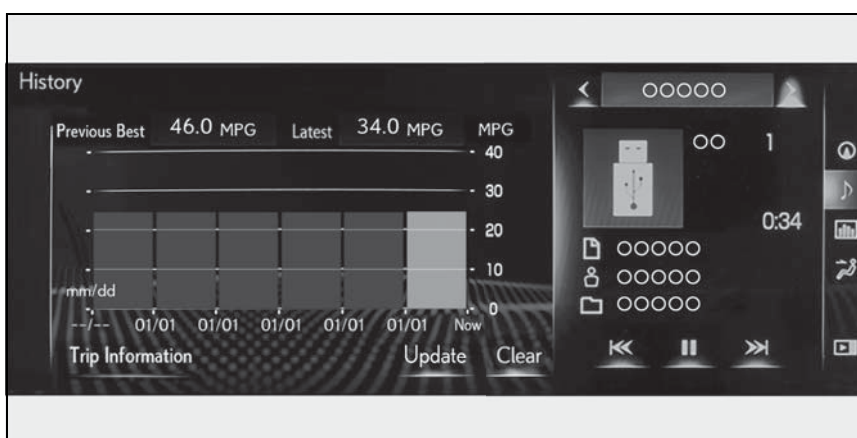 History
Previous Best 46.0 MPG Latest 34.0 MPG MPG
40
30
20
10
0
mm/dd
--/-- 01/01 01/01 01/01 01/01 01/01 Now
Trip Information Update Clear
OOOOO
OO 1
0:34
OOOOO
OOOOO
OOOOO